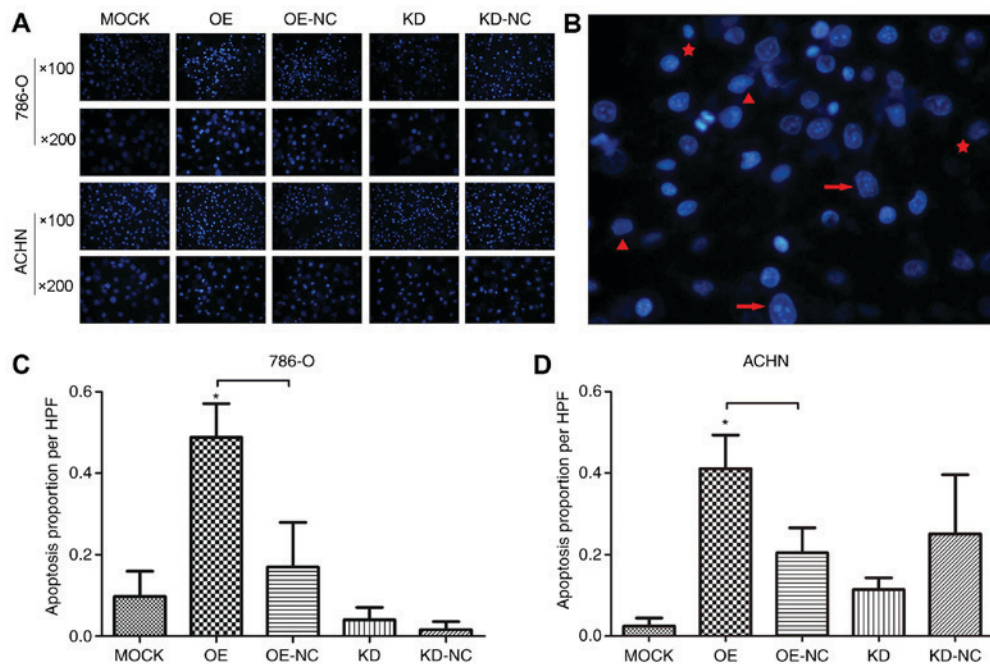 A
MOCK OE OE-NC KD KD-NC
786-O
×100
×200
ACHN
×100
×200
B
C
786-O
Apoptosis proportion per HPF
0.6
0.4
0.2
0.0
*
MOCK OE OE-NC KD KD-NC
D
ACHN
Apoptosis proportion per HPF
0.6
0.4
0.2
0.0
*
MOCK OE OE-NC KD KD-NC